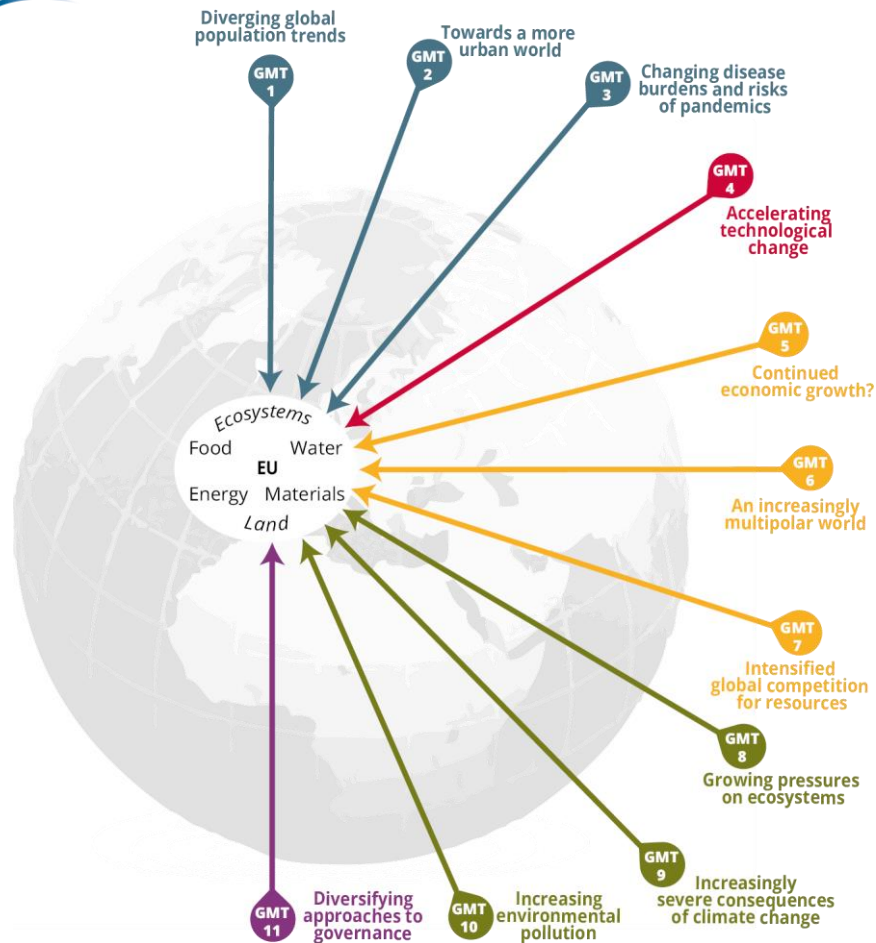 Diverging global
population trends
GMT
1
Towards a more
urban world
GMT
2
Changing disease
burdens and risks
of pandemics
GMT
3
GMT
4
Accelerating
technological
change
GMT
5
Continued
economic growth?
GMT
6
An increasingly
multipolar world
GMT
7
Intensified
global competition
for resources
GMT
8
Growing pressures
on ecosystems
GMT
9
Increasingly
severe consequences
of climate change
GMT
10
Increasing
environmental
pollution
GMT
11
Diversifying
approaches to
governance
Ecosystems
Food Water
EU
Energy Materials
Land